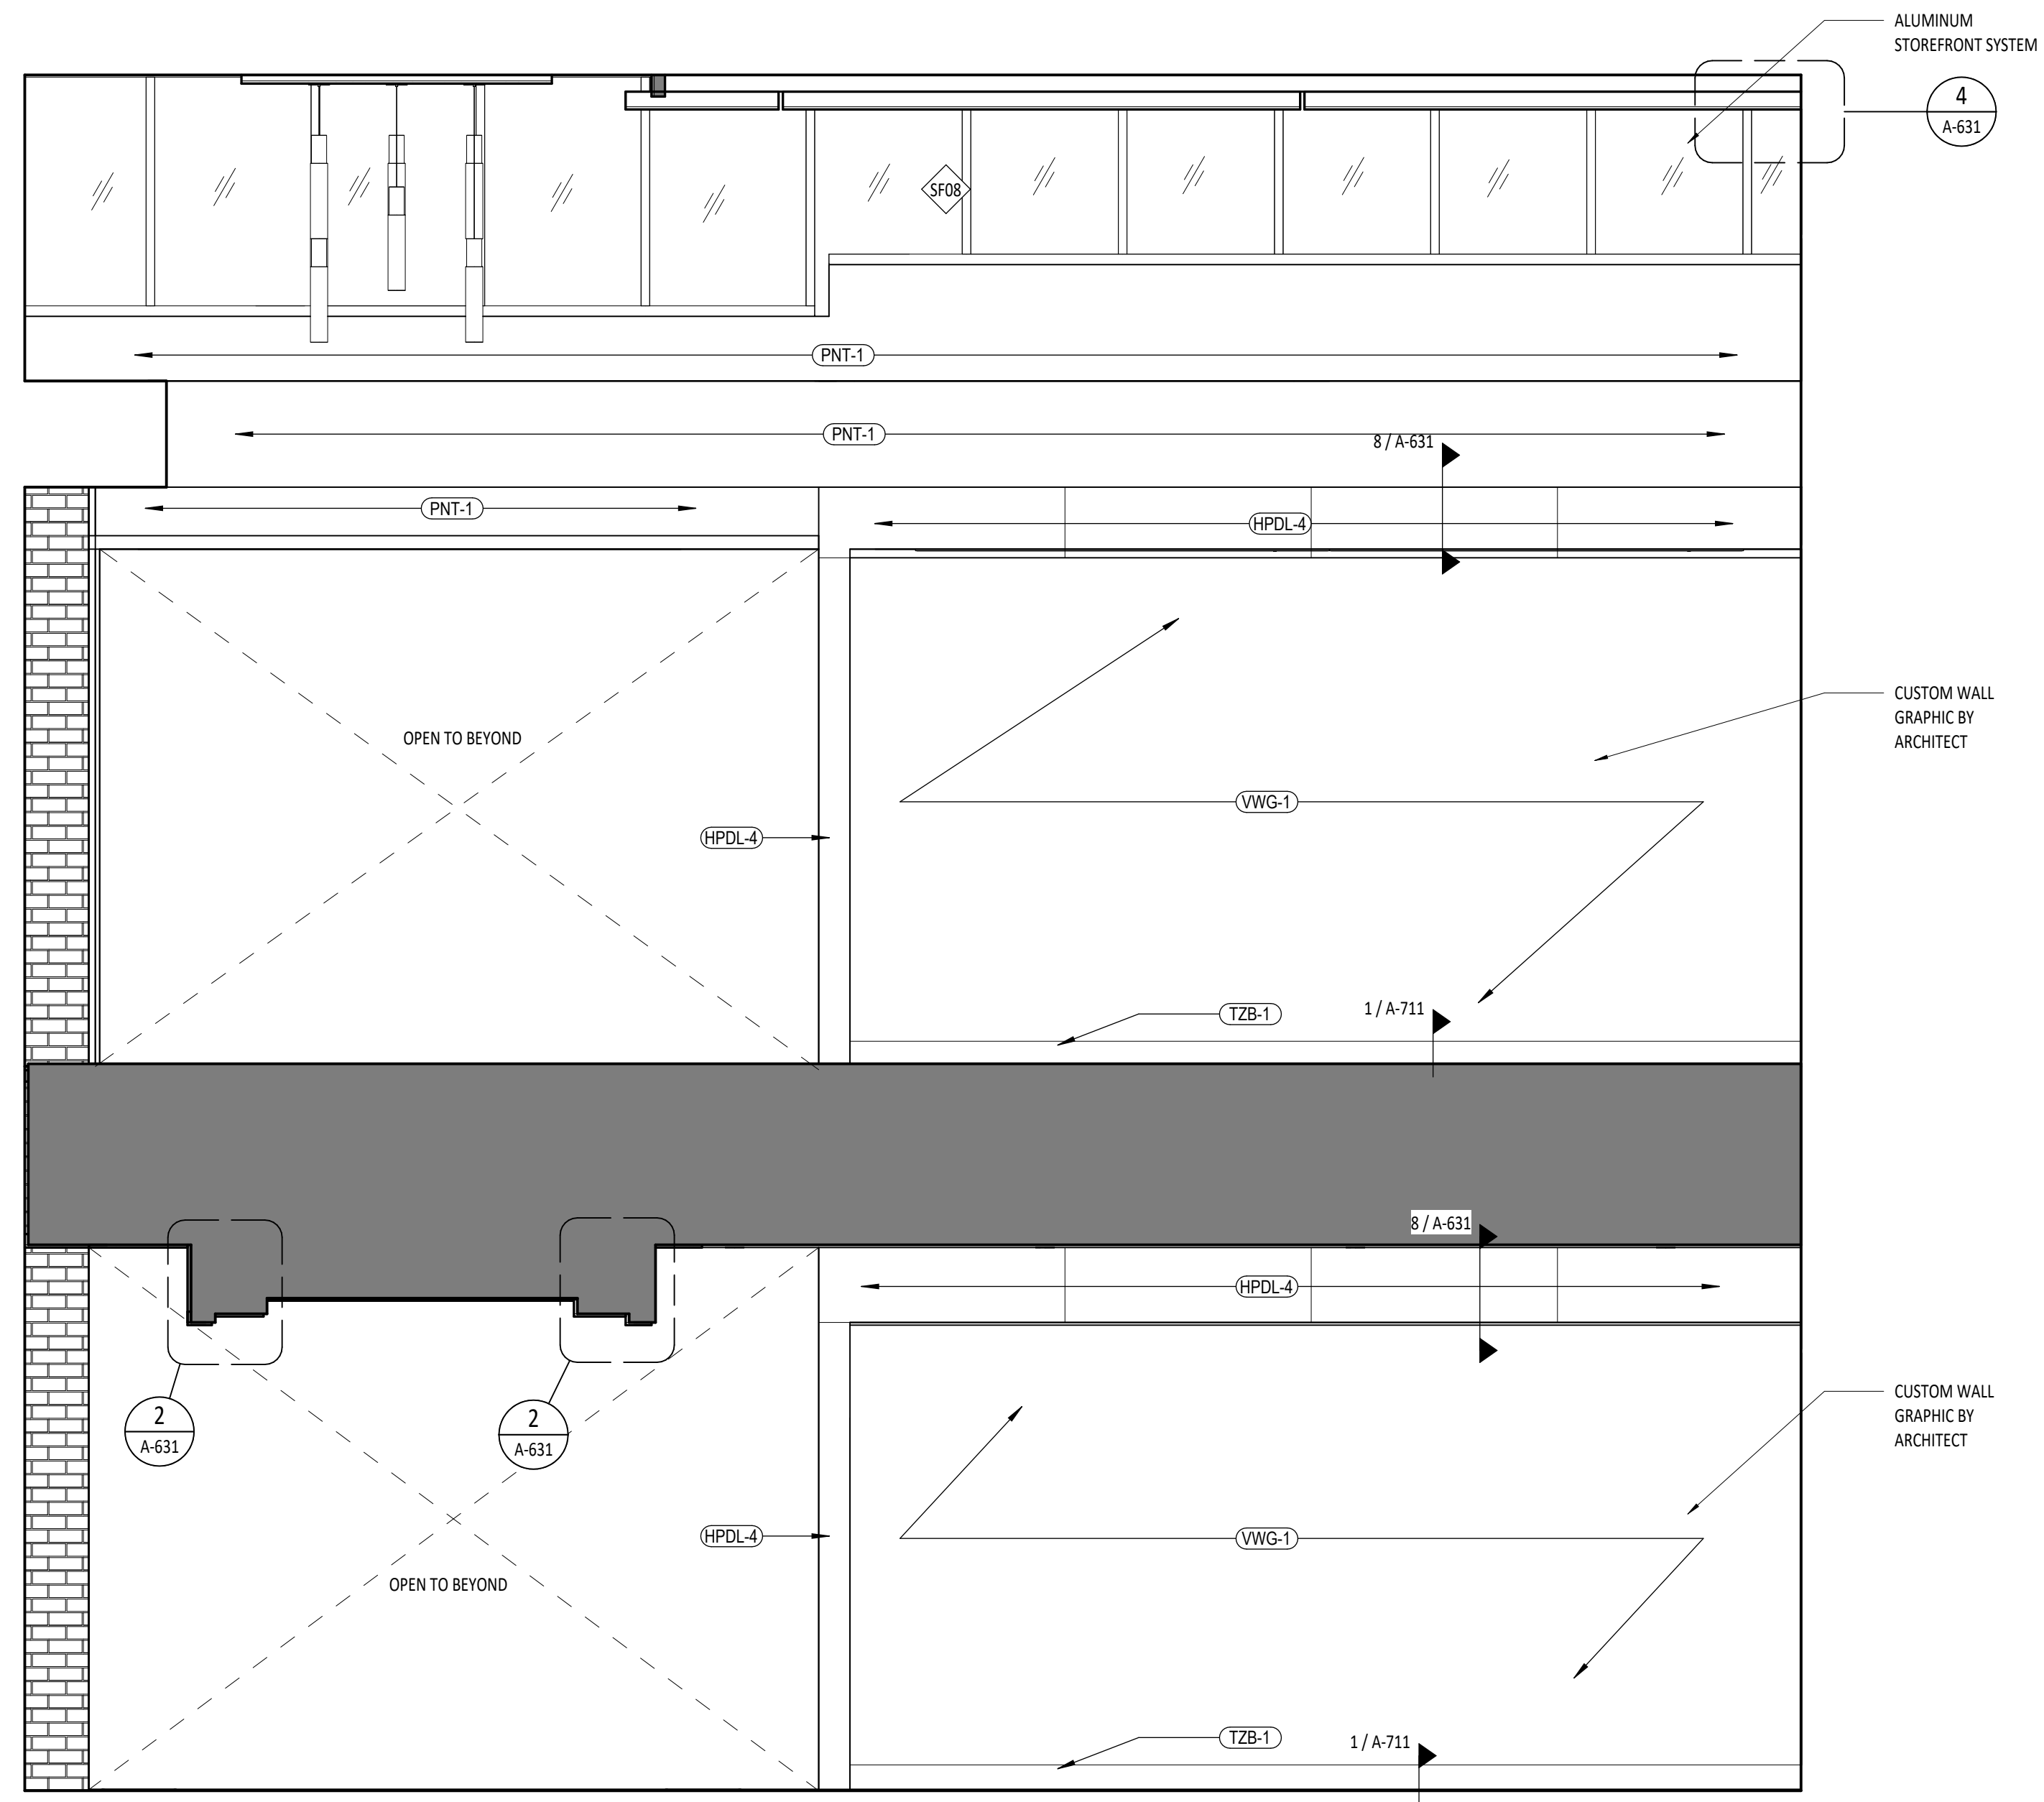 ALUMINUM
STOREFRONT SYSTEM
4
A-631
SF08
PNT-1
PNT-1
8 / A-631
PNT-1
HPDL-4
OPEN TO BEYOND
CUSTOM WALL
GRAPHIC BY
ARCHITECT
VWG-1
HPDL-4
TZB-1
1 / A-711
8 / A-631
HPDL-4
2
A-631
2
A-631
CUSTOM WALL
GRAPHIC BY
ARCHITECT
HPDL-4
VWG-1
OPEN TO BEYOND
TZB-1
1 / A-711